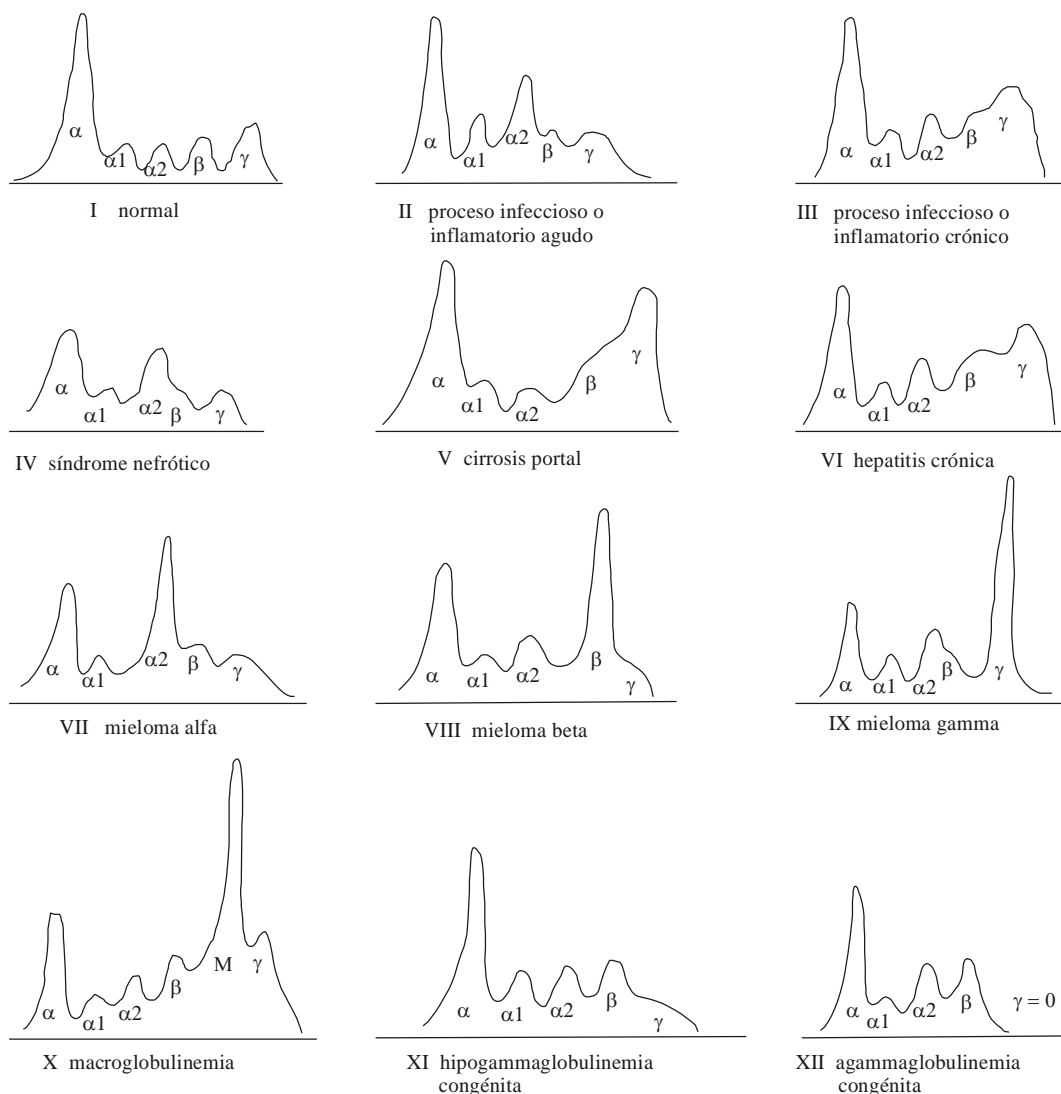 α α1 α2 β γ
I normal
α α1 α2 β γ
II proceso infeccioso o
inflamatorio agudo
α α1 α2 β γ
III proceso infeccioso o
inflamatorio crónico
α α1 α2 β γ
IV síndrome nefrótico
α α1 α2 β γ
V cirrosis portal
α α1 α2 β γ
VI hepatitis crónica
α α1 α2 β γ
VII mieloma alfa
α α1 α2 β γ
VIII mieloma beta
α α1 α2 β γ
IX mieloma gamma
α α1 α2 β M γ
X macroglobulinemia
α α1 α2 β γ
XI hipogammaglobulinemia
congénita
α α1 α2 β γ = 0
XII agammaglobulinemia
congénita